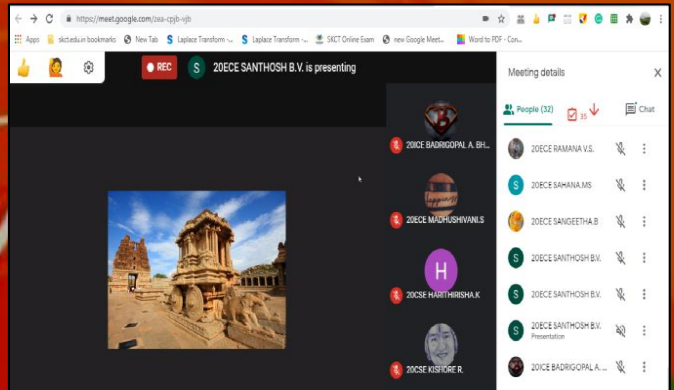 https://meet.google.com/zea-cpjb-vjb
Apps skct.edu.in bookmarks New Tab Laplace Transform -... Laplace Transform -... SKCT Online Exam new Google Meet... Word to PDF - Con...
REC S 20ECE SANTHOSH B.V. is presenting
Meeting details X
People (32) 35 Chat
20ICE BADRIGOPAL A. BH...
20ECE MADHUSHIVANI.S
H
20CSE HARITHIRISHA.K
20CSE KISHORE R.
20ECE RAMANA V.S.
S 20ECE SAHANA.MS
20ECE SANGEETHA.B
S 20ECE SANTHOSH B.V.
S 20ECE SANTHOSH B.V.
S 20ECE SANTHOSH B.V.
Presentation
20ICE BADRIGOPAL A. ...